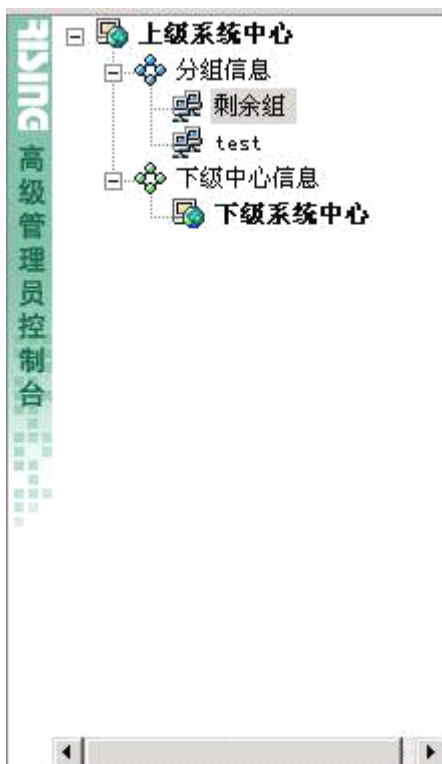 RISING
高级管理员控制台
上级系统中心
分组信息
剩余组
test
下级中心信息
下级系统中心